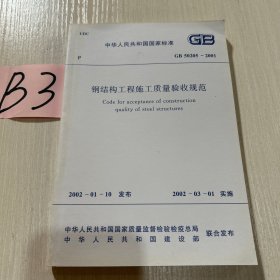 UDC
中华人民共和国国家标准
GB
P
GB 50205-2001
钢结构工程施工质量验收规范
Code for acceptance of construction
quality of steel structures
2002-01-10 发布
2002-03-01 实施
中华人民共和国国家质量监督检验检疫总局
中华人民共和国建设部
联合发布
B3